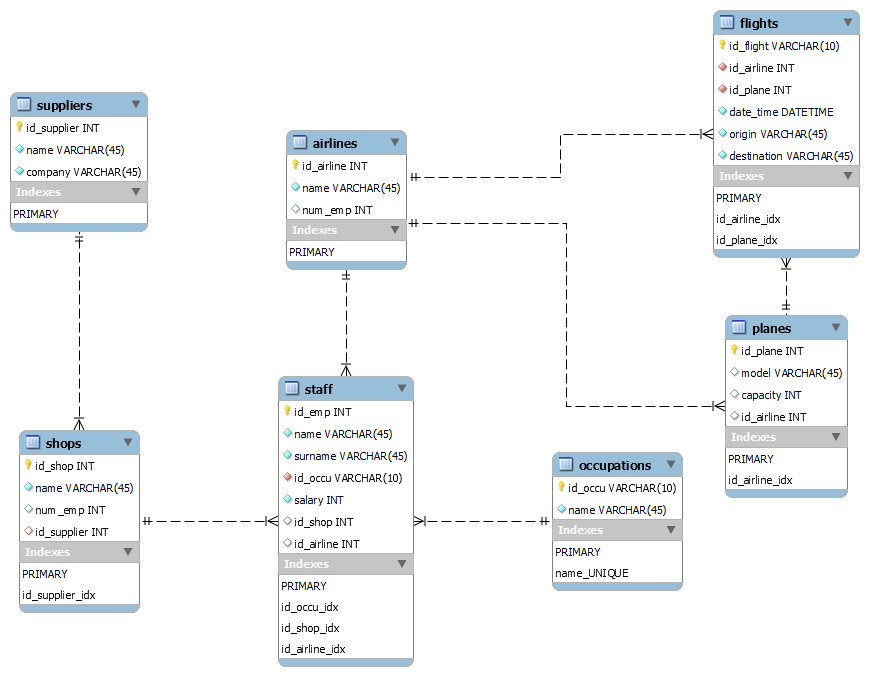 suppliers
id_supplier INT
name VARCHAR(45)
company VARCHAR(45)
Indexes
PRIMARY
airlines
id_airline INT
name VARCHAR(45)
num_emp INT
Indexes
PRIMARY
flights
id_flight VARCHAR(10)
id_airline INT
id_plane INT
date_time DATETIME
origin VARCHAR(45)
destination VARCHAR(45)
Indexes
PRIMARY
id_airline_idx
id_plane_idx
planes
id_plane INT
model VARCHAR(45)
capacity INT
id_airline INT
Indexes
PRIMARY
id_airline_idx
shops
id_shop INT
name VARCHAR(45)
num_emp INT
id_supplier INT
Indexes
PRIMARY
id_supplier_idx
staff
id_emp INT
name VARCHAR(45)
surname VARCHAR(45)
id_occu VARCHAR(10)
salary INT
id_shop INT
id_airline INT
Indexes
PRIMARY
id_occu_idx
id_shop_idx
id_airline_idx
occupations
id_occu VARCHAR(10)
name VARCHAR(45)
Indexes
PRIMARY
name_UNIQUE